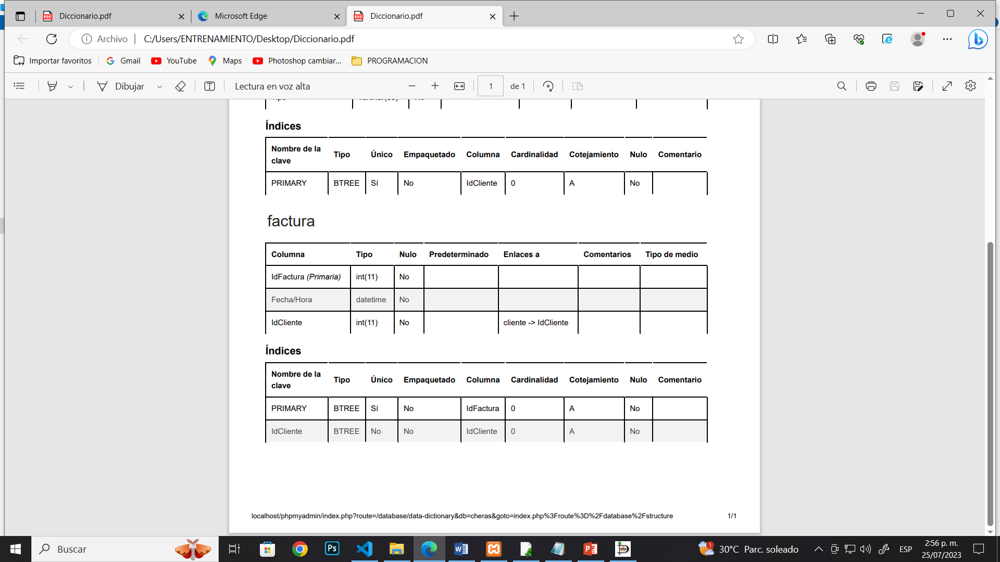 Diccionario.pdf
Microsoft Edge
Diccionario.pdf
Archivo
C:/Users/ENTRENAMIENTO/Desktop/Diccionario.pdf
Importar favoritos
Gmail
YouTube
Maps
Photoshop cambiar...
PROGRAMACION
Dibujar
Lectura en voz alta
1
de 1
Índices
Nombre de la clave Tipo Único Empaquetado Columna Cardinalidad Cotejamiento Nulo Comentario
PRIMARY BTREE Sí No IdCliente 0 A No
factura
Columna Tipo Nulo Predeterminado Enlaces a Comentarios Tipo de medio
IdFactura (Primaria) int(11) No
Fecha/Hora datetime No
IdCliente int(11) No cliente -> IdCliente
Índices
Nombre de la clave Tipo Único Empaquetado Columna Cardinalidad Cotejamiento Nulo Comentario
PRIMARY BTREE Sí No IdFactura 0 A No
IdCliente BTREE No No IdCliente 0 A No
localhost/phpmyadmin/index.php?route=/database/data-dictionary&db=cheras&goto=index.php%3Froute%3D%2Fdatabase%2Fstructure 1/1
Buscar
30°C Parc. soleado
ESP
2:56 p. m.
25/07/2023